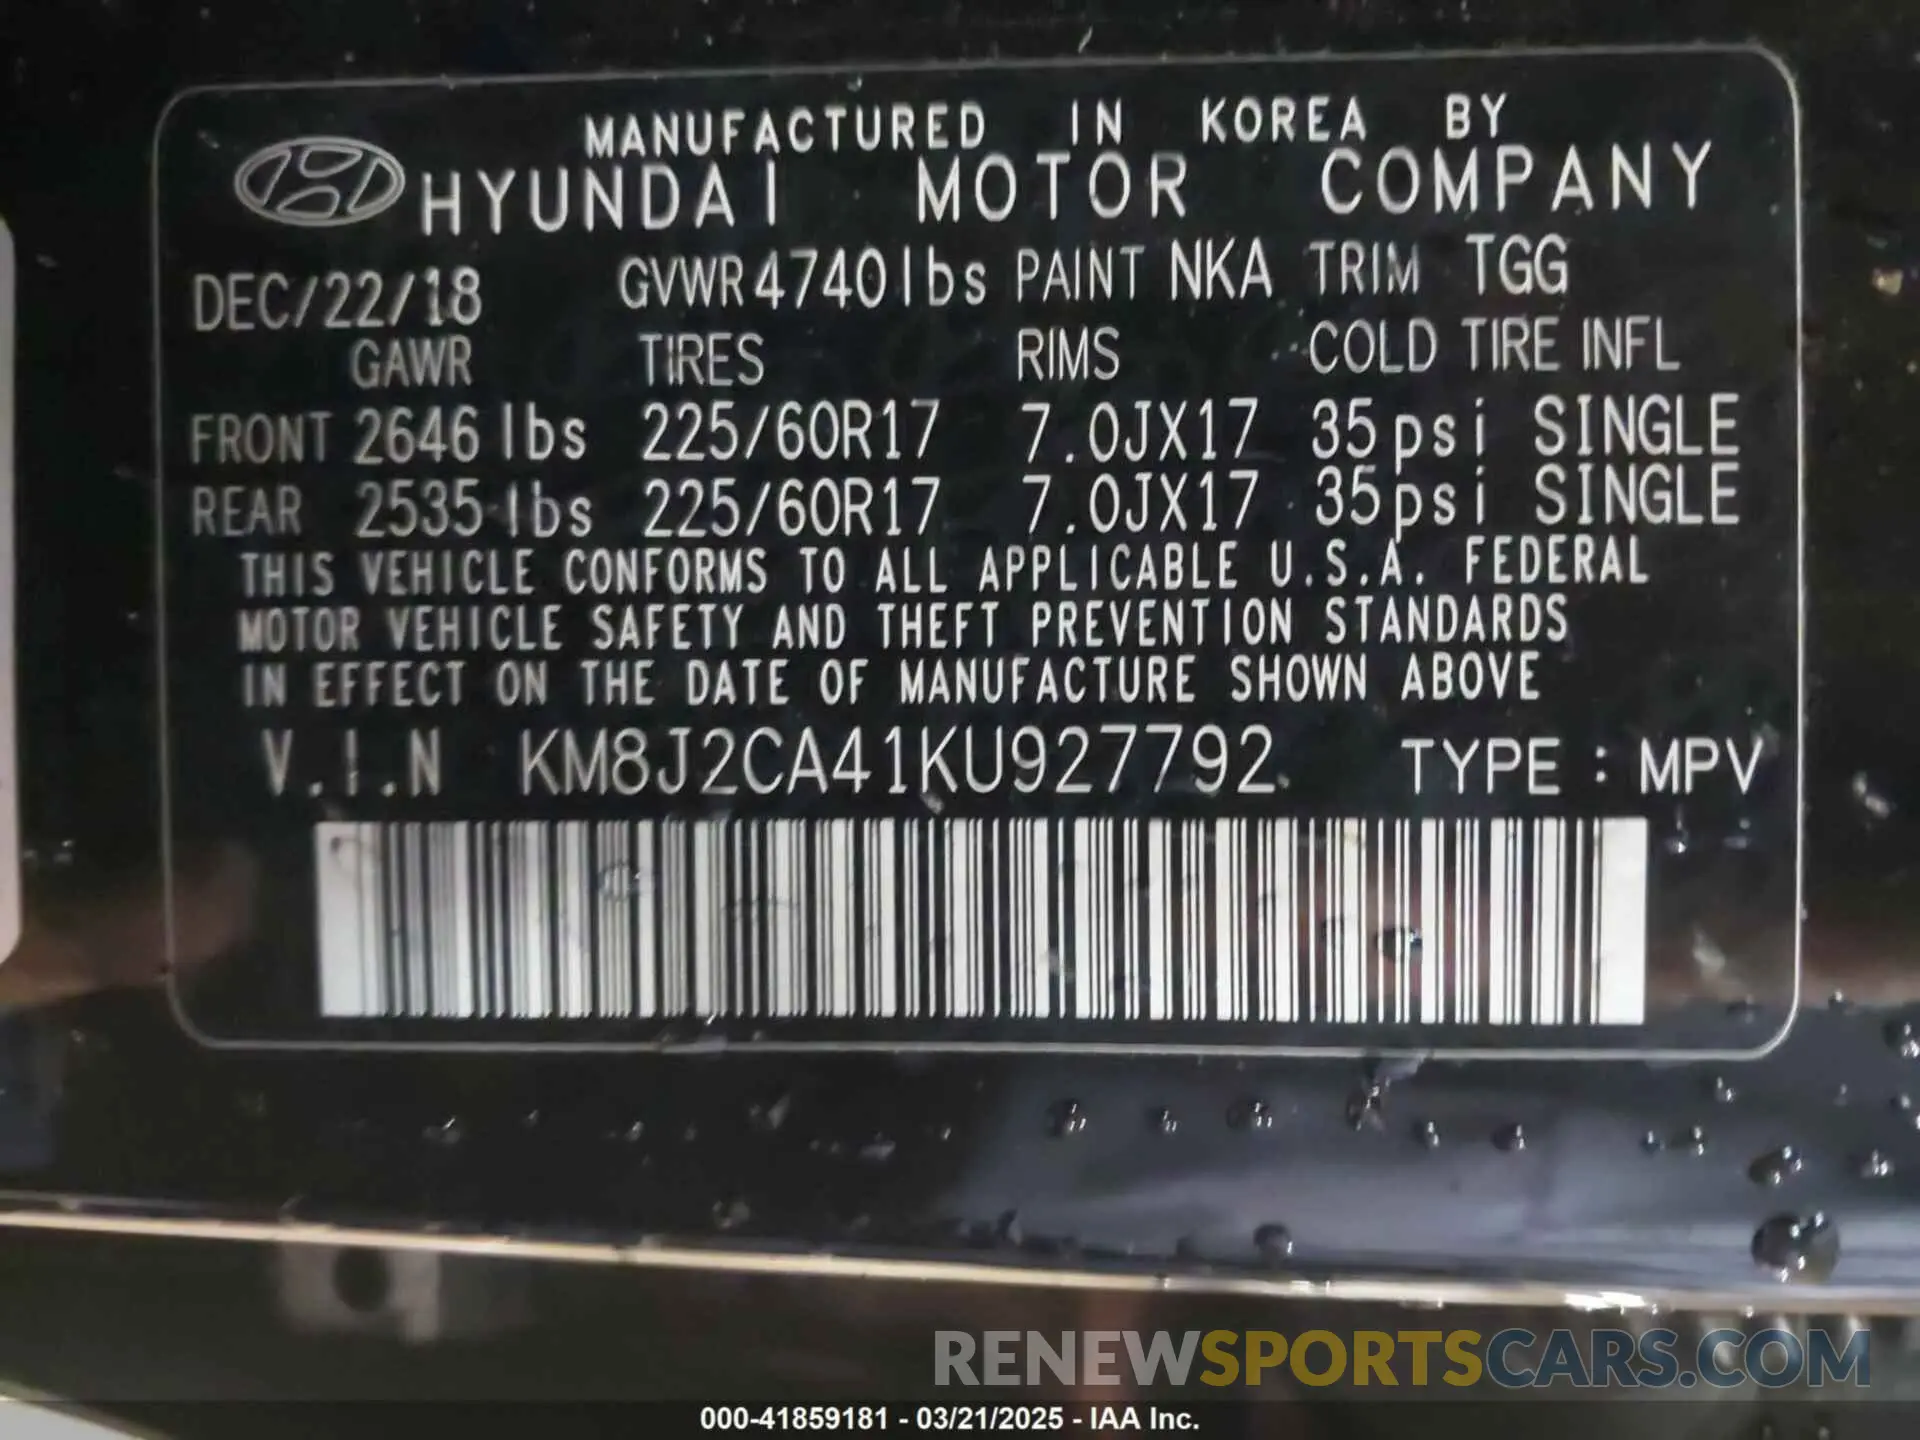 MANUFACTURED IN KOREA BY
HYUNDAI MOTOR COMPANY
DEC/22/18 GVWR 4740 lbs PAINT NKA TRIM TGG
GAWR TIRES RIMS COLD TIRE INFL
FRONT 2646 lbs 225/60R17 7.0JX17 35psi SINGLE
REAR 2535 lbs 225/60R17 7.0JX17 35psi SINGLE
THIS VEHICLE CONFORMS TO ALL APPLICABLE U.S.A. FEDERAL
MOTOR VEHICLE SAFETY AND THEFT PREVENTION STANDARDS
IN EFFECT ON THE DATE OF MANUFACTURE SHOWN ABOVE
V.I.N KM8J2CA41KU927792 TYPE : MPV
RENEWSPORTSCARS.COM
000-41859181 - 03/21/2025 - IAA Inc.